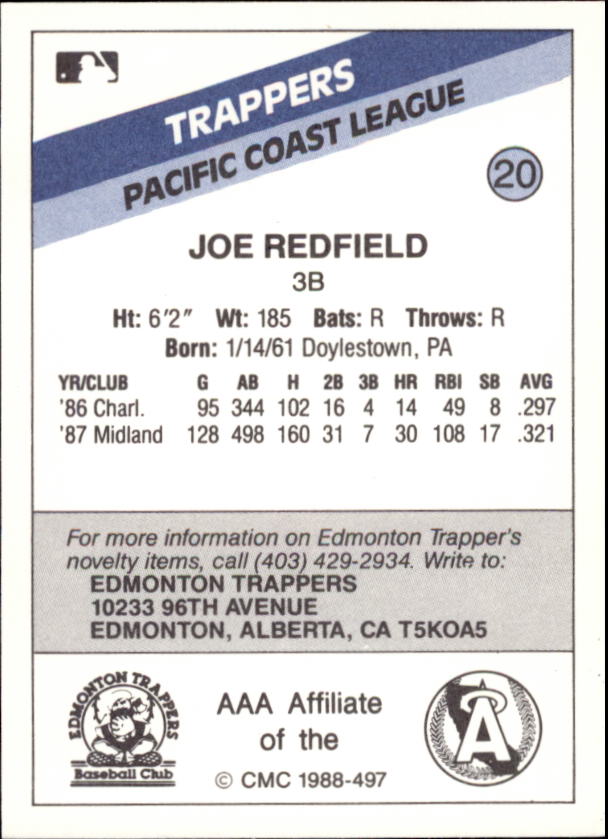 TRAPPERS
PACIFIC COAST LEAGUE
20
JOE REDFIELD
3B
Ht: 6'2" Wt: 185 Bats: R Throws: R
Born: 1/14/61 Doylestown, PA
YR/CLUB G AB H 2B 3B HR RBI SB AVG
'86 Charl. 95 344 102 16 4 14 49 8 .297
'87 Midland 128 498 160 31 7 30 108 17 .321
For more information on Edmonton Trapper's
novelty items, call (403) 429-2934. Write to:
EDMONTON TRAPPERS
10233 96TH AVENUE
EDMONTON, ALBERTA, CA T5KOA5
EDMONTON TRAPPERS
Baseball Club
AAA Affiliate
of the
© CMC 1988-497
A